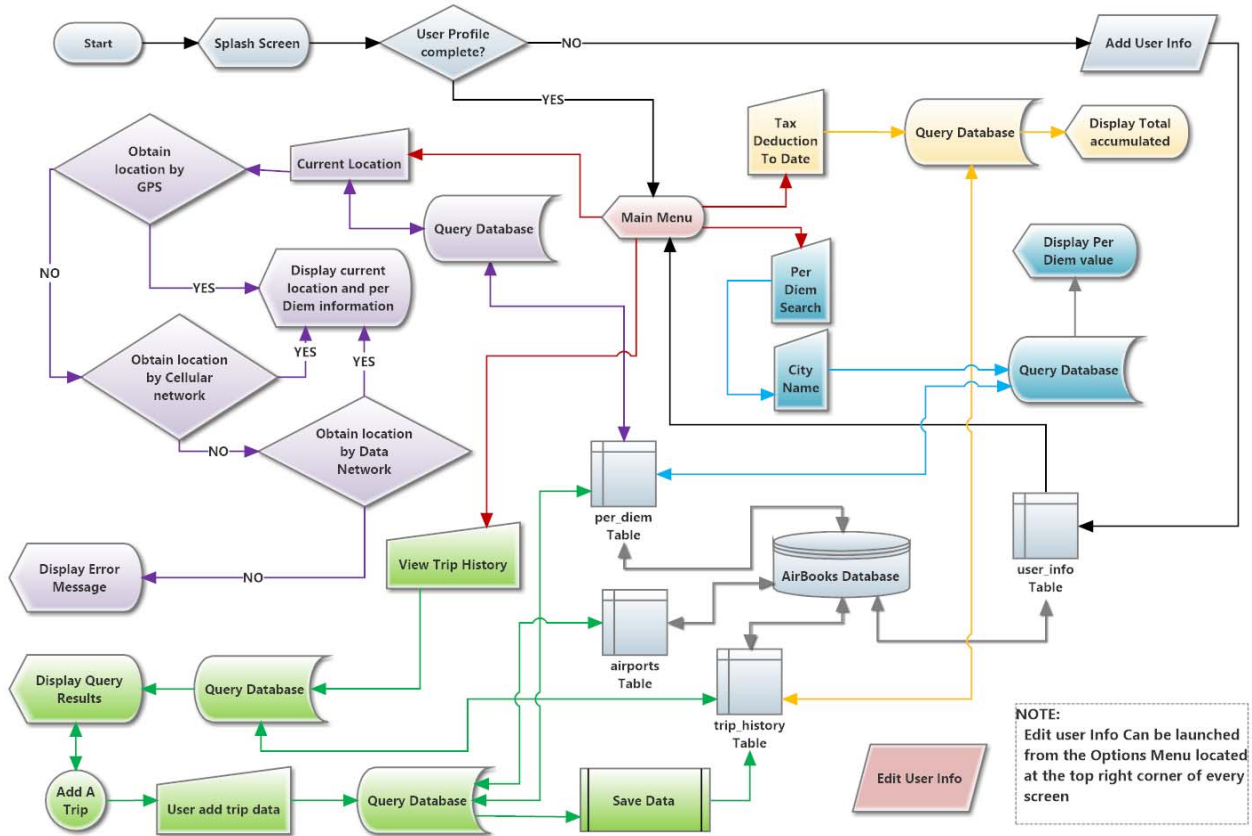 Start
Splash Screen
User Profile
complete?
NO
Add User Info
YES
Tax
Deduction
To Date
Query Database
Display Total
accumulated
Obtain
location by
GPS
Current Location
Main Menu
Query Database
Display Per
Diem value
NO
YES
Display current
location and per
Diem information
Per
Diem
Search
YES
YES
Obtain location
by Cellular
network
City
Name
Query Database
NO
Obtain location
by Data
Network
per_diem
Table
View Trip History
AirBooks Database
user_info
Table
Display Error
Message
NO
airports
Table
Display Query
Results
Query Database
trip_history
Table
NOTE:
Edit user Info Can be launched
from the Options Menu located
at the top right corner of every
screen
Edit User Info
Add A
Trip
User add trip data
Query Database
Save Data